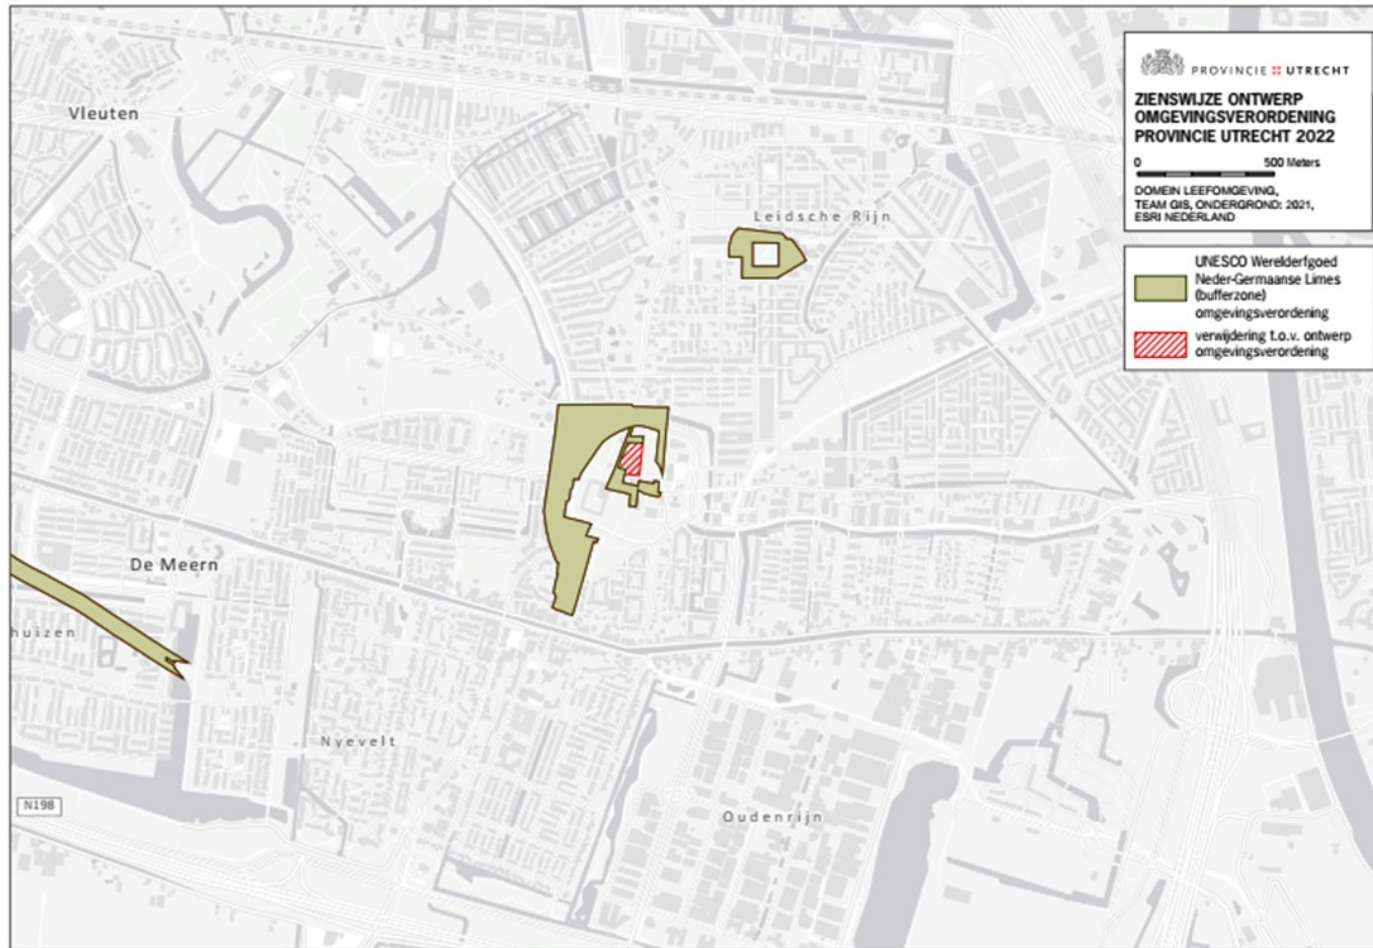 Vleuten
Leidsche Rijn
De Meern
huizen
Nyevelt
N198
Oudenrijn
PROVINCIE UTRECHT
ZIENSWIJZE ONTWERP
OMGEVINGSVERORDENING
PROVINCIE UTRECHT 2022
0 500 Meters
DOMEIN LEEFOMGEVING,
TEAM GIS, ONDERGROND: 2021,
ESRI NEDERLAND
UNESCO Werelderfgoed
Neder-Germaanse Limes
(bufferzone)
omgevingsverordening
verwijdering t.o.v. ontwerp
omgevingsverordening